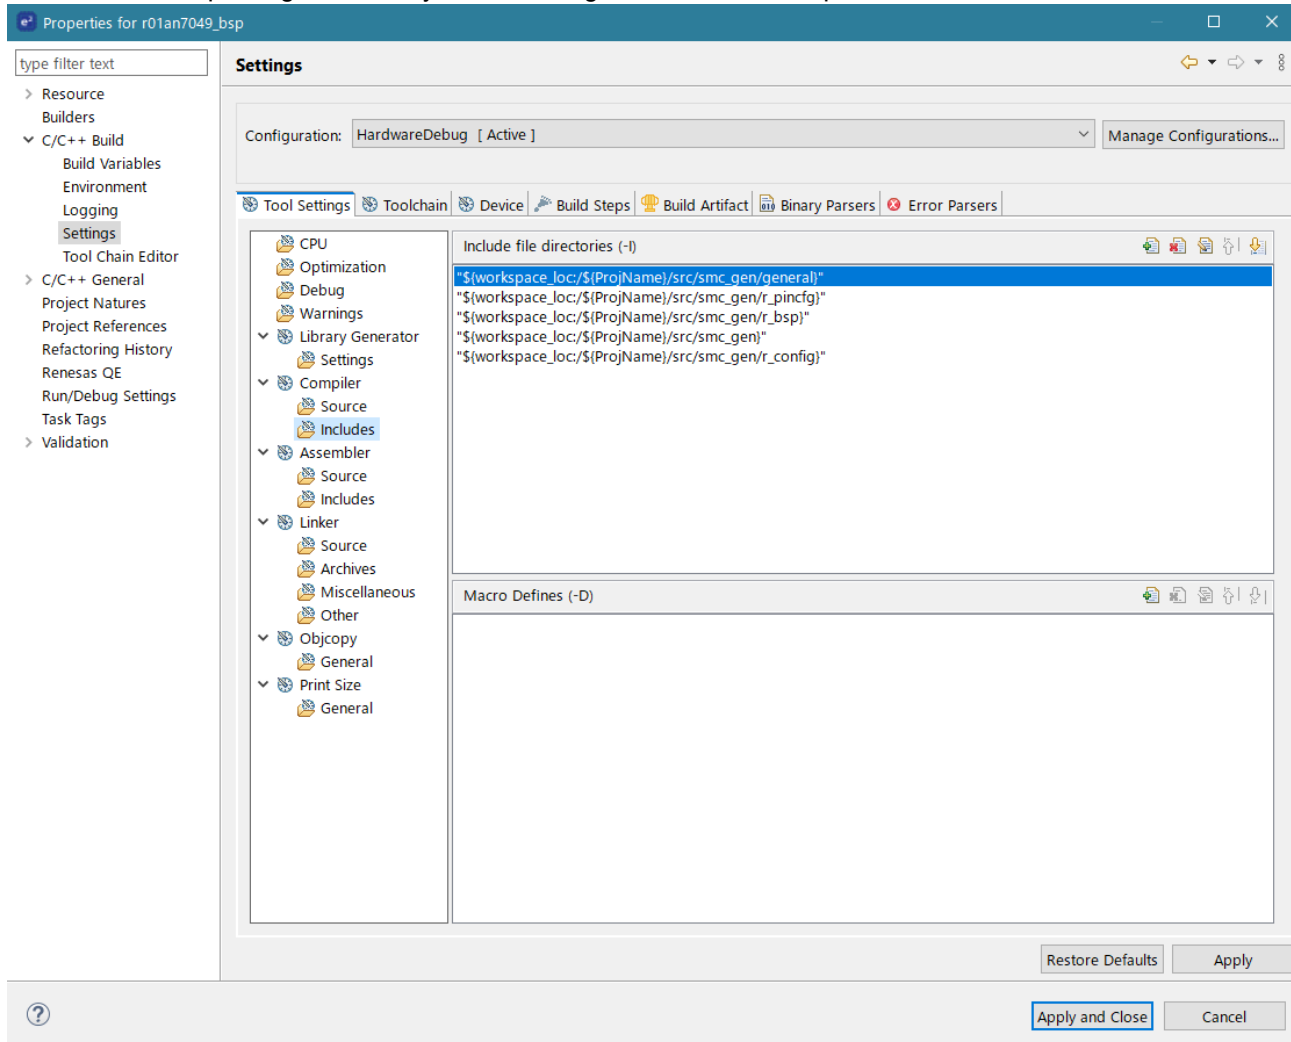 Properties for r01an7049_bsp
type filter text
Resource
Builders
C/C++ Build
Build Variables
Environment
Logging
Settings
Tool Chain Editor
C/C++ General
Project Natures
Project References
Refactoring History
Renesas QE
Run/Debug Settings
Task Tags
Validation
Settings
Configuration: HardwareDebug [ Active ]
Manage Configurations...
Tool Settings Toolchain Device Build Steps Build Artifact Binary Parsers Error Parsers
CPU
Optimization
Debug
Warnings
Library Generator
Settings
Compiler
Source
Includes
Assembler
Source
Includes
Linker
Source
Archives
Miscellaneous
Other
Objcopy
General
Print Size
General
Include file directories (-I)
"${workspace_loc:/${ProjName}/src/smc_gen/general}"
"${workspace_loc:/${ProjName}/src/smc_gen/r_pincfg}"
"${workspace_loc:/${ProjName}/src/smc_gen/r_bsp}"
"${workspace_loc:/${ProjName}/src/smc_gen}"
"${workspace_loc:/${ProjName}/src/smc_gen/r_config}"
Macro Defines (-D)
Restore Defaults Apply
Apply and Close Cancel